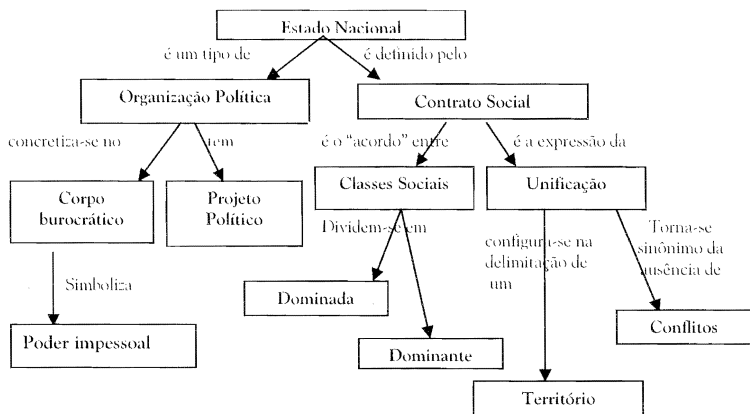 Estado Nacional
é um tipo de
é definido pelo
Organização Política
Contrato Social
concretiza-se no
tem
é o "acordo" entre
é a expressão da
Corpo
burocrático
Projeto
Político
Classes Sociais
Unificação
Dividem-se em
configura-se na
delimitação de
um
Torna-se
sinônimo da
ausência de
Simboliza
Dominada
Poder impessoal
Dominante
Conflitos
Território